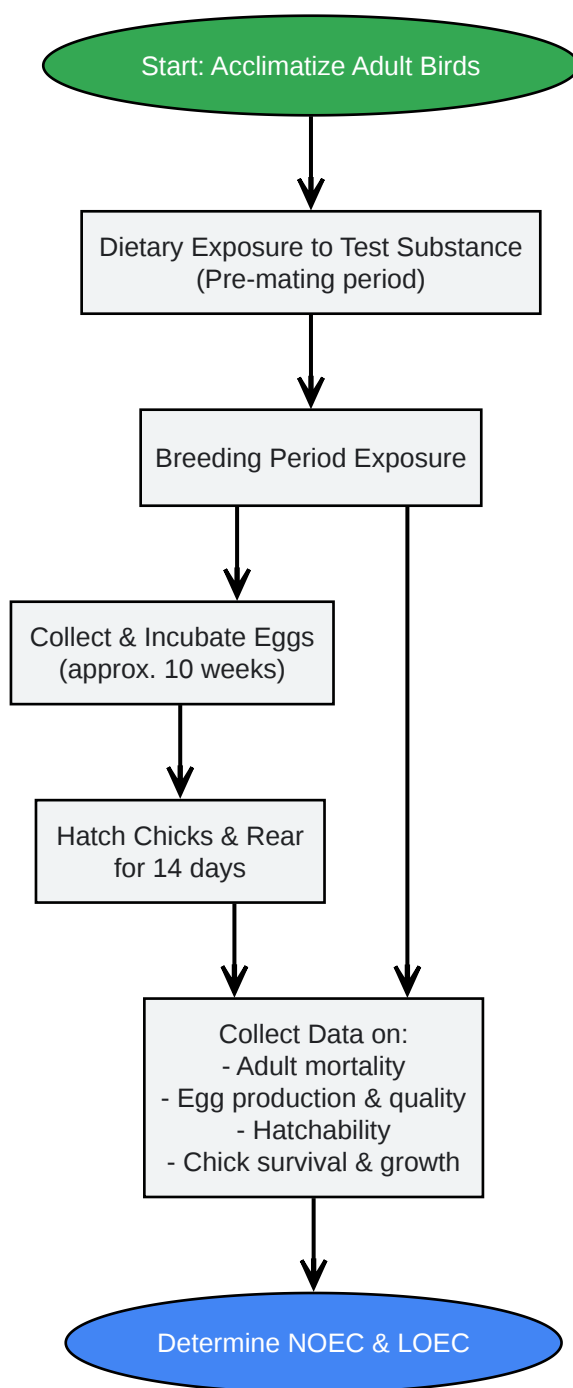 Start: Acclimatize Adult Birds
Dietary Exposure to Test Substance
(Pre-mating period)
Breeding Period Exposure
Collect & Incubate Eggs
(approx. 10 weeks)
Hatch Chicks & Rear
for 14 days
Collect Data on:
- Adult mortality
- Egg production & quality
- Hatchability
- Chick survival & growth
Determine NOEC & LOEC